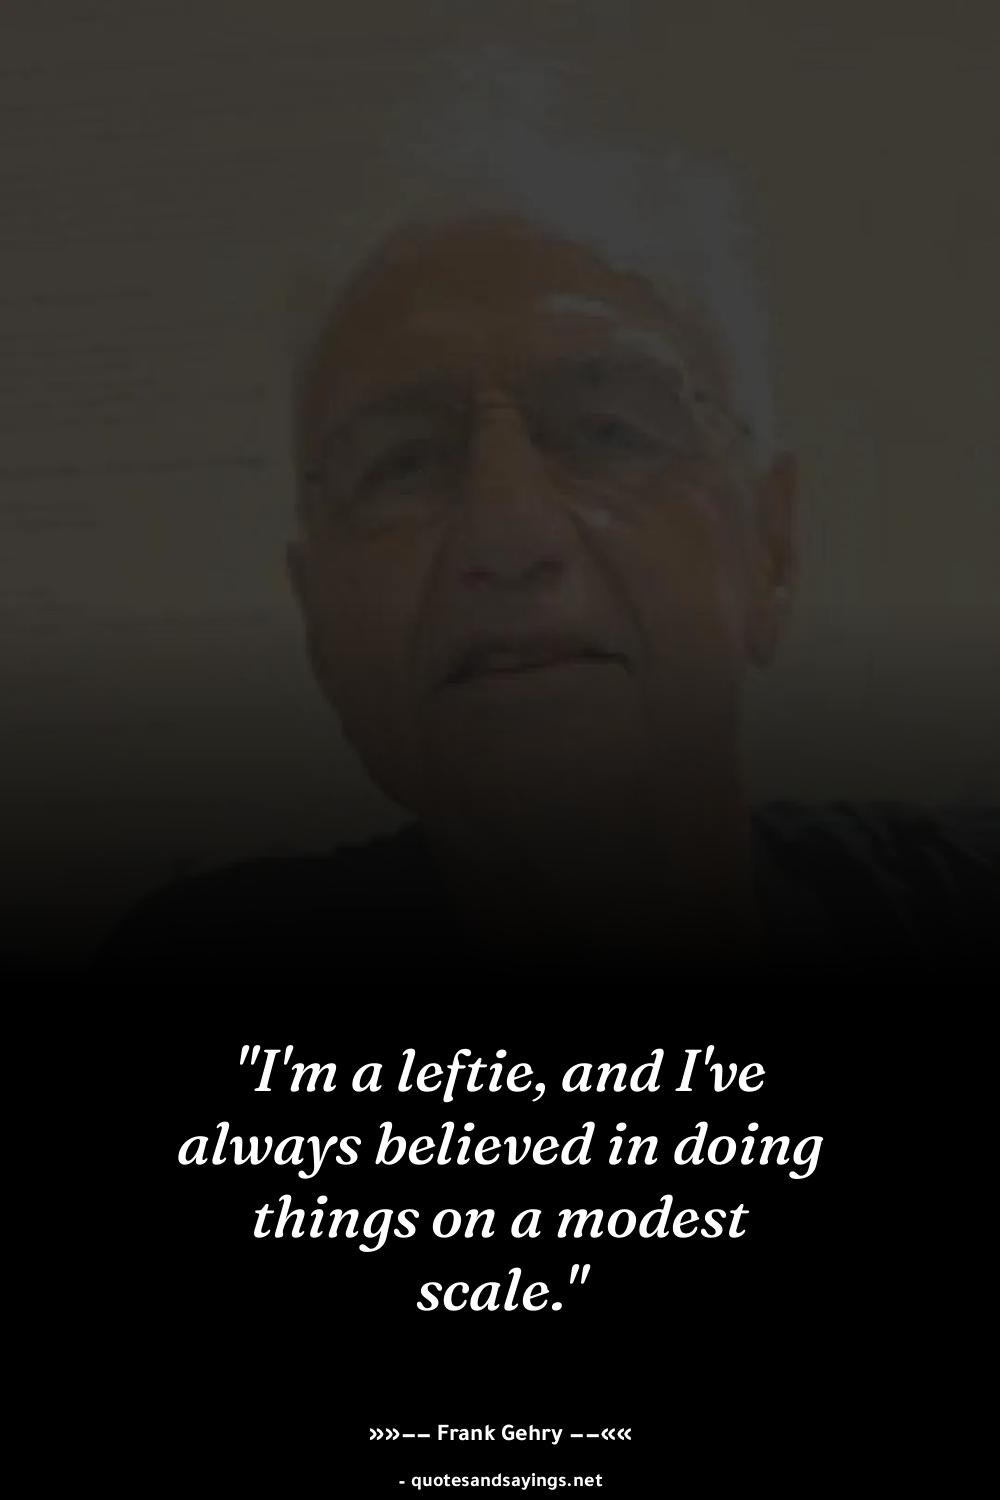 "I'm a leftie, and I've
always believed in doing
things on a modest
scale."
»»–– Frank Gehry ––««
- quotesandsayings.net